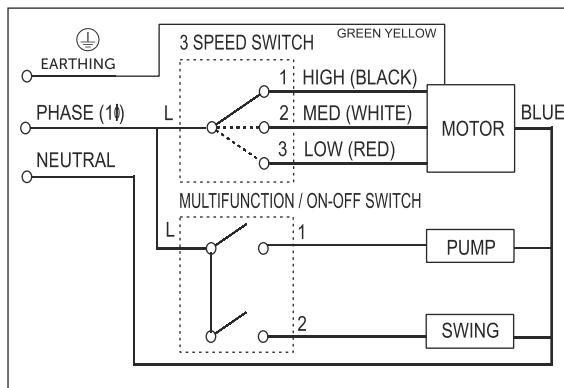 GREEN YELLOW
3 SPEED SWITCH
EARTHING
1 HIGH (BLACK)
PHASE (1ϕ)
L
2 MED (WHITE)
MOTOR
BLUE
3 LOW (RED)
NEUTRAL
MULTIFUNCTION / ON-OFF SWITCH
L
1
PUMP
2
SWING